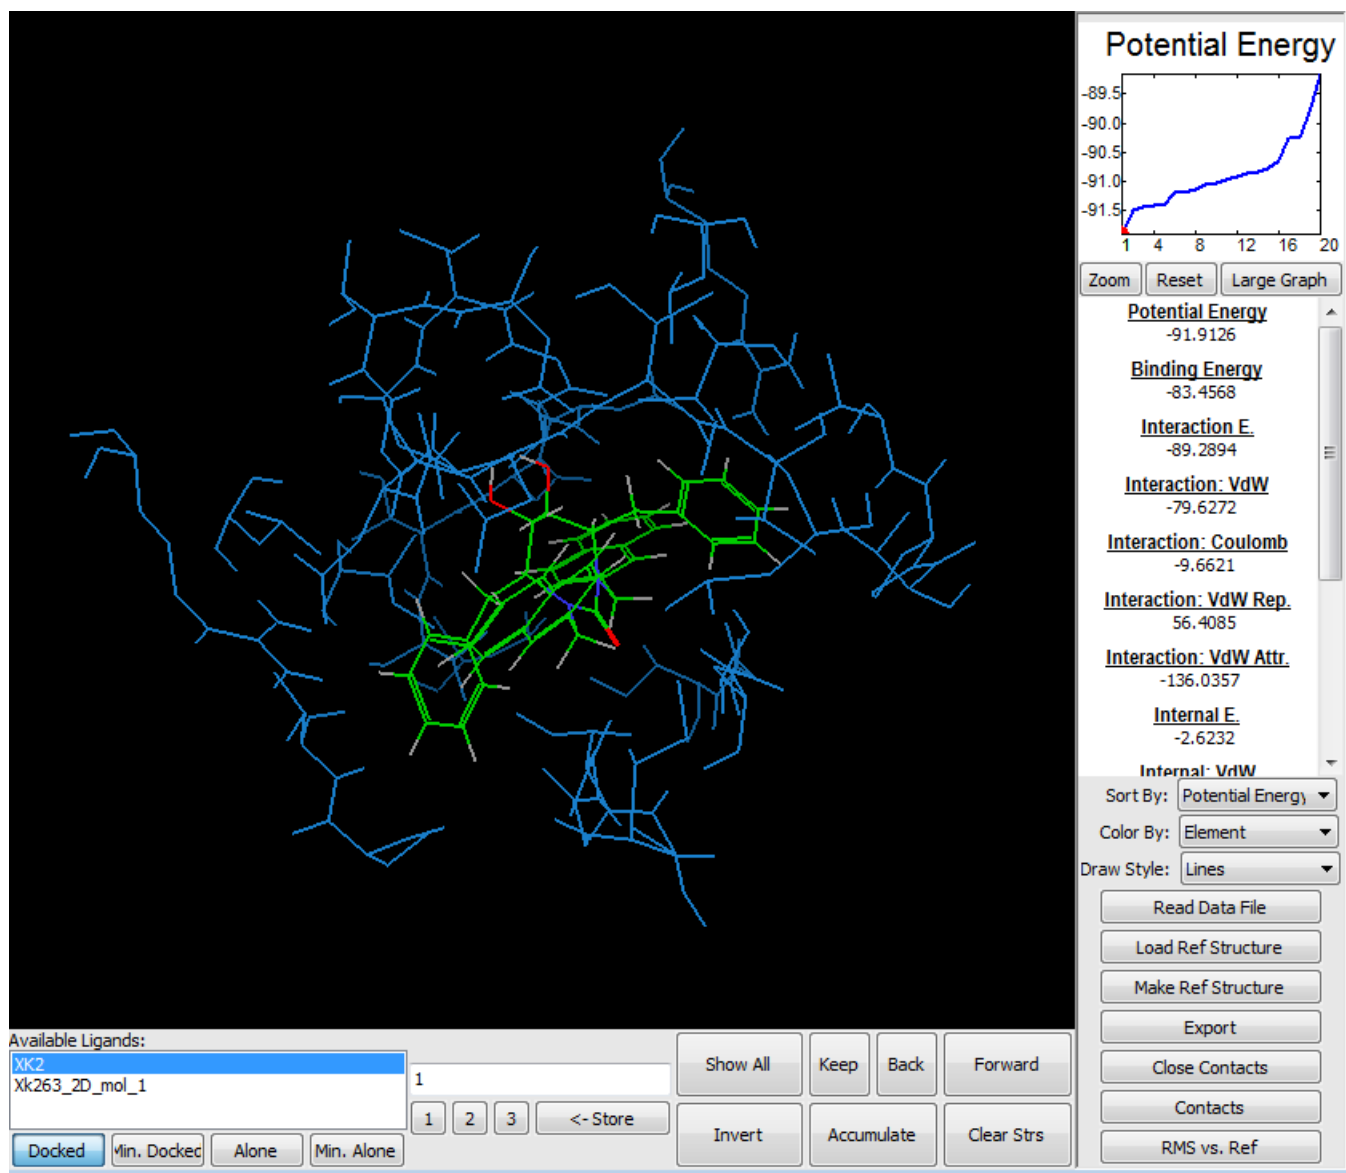 Potential Energy
-89.5
-90.0
-90.5
-91.0
-91.5
1 4 8 12 16 20
Zoom Reset Large Graph
Potential Energy
-91.9126
Binding Energy
-83.4568
Interaction E.
-89.2894
Interaction: VdW
-79.6272
Interaction: Coulomb
-9.6621
Interaction: VdW Rep.
56.4085
Interaction: VdW Attr.
-136.0357
Internal E.
-2.6232
Internal: VdW
Sort By: Potential Energy
Color By: Element
Draw Style: Lines
Read Data File
Load Ref Structure
Make Ref Structure
Export
Close Contacts
Contacts
RMS vs. Ref
Available Ligands:
XK2
Xk263_2D_mol_1
1
1 2 3 <- Store
Docked Min. Docked Alone Min. Alone
Show All Keep Back Forward
Invert Accumulate Clear Strs